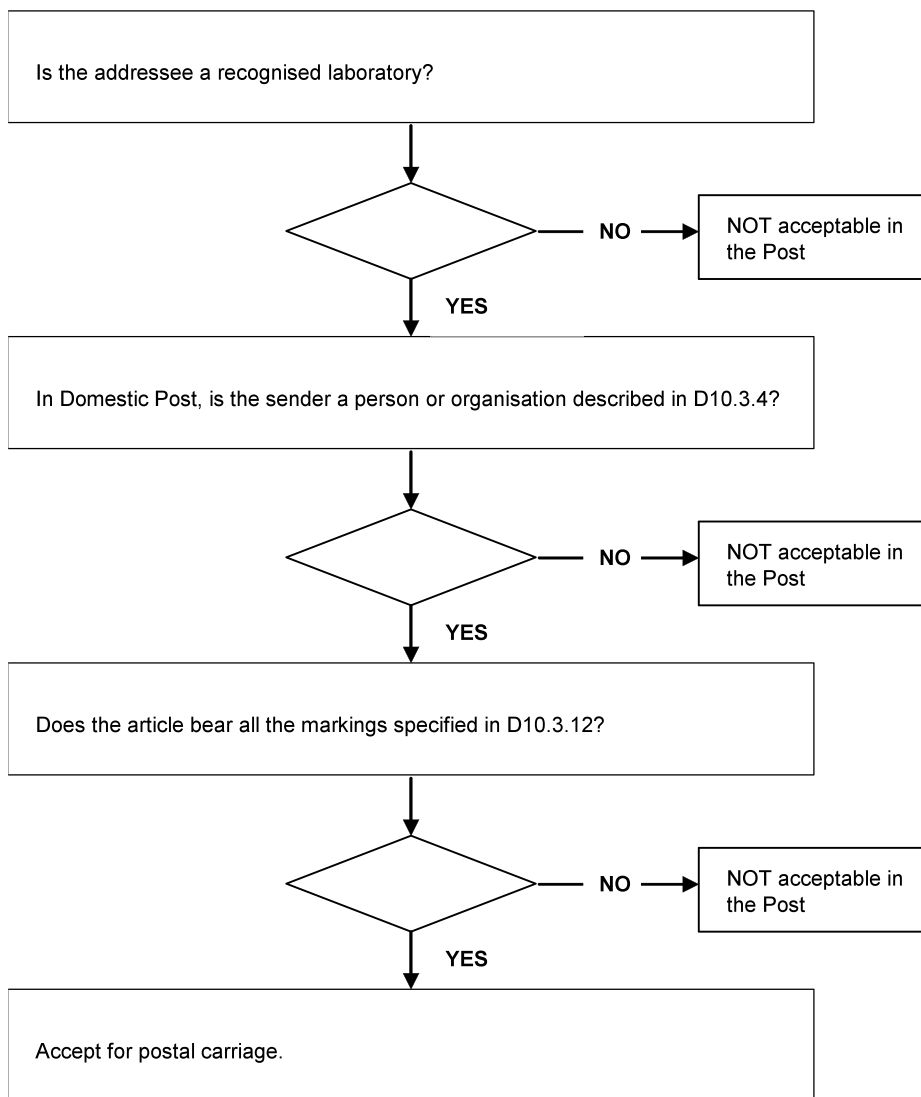 Is the addressee a recognised laboratory?
NO
NOT acceptable in
the Post
YES
In Domestic Post, is the sender a person or organisation described in D10.3.4?
NO
NOT acceptable in
the Post
YES
Does the article bear all the markings specified in D10.3.12?
NO
NOT acceptable in
the Post
YES
Accept for postal carriage.